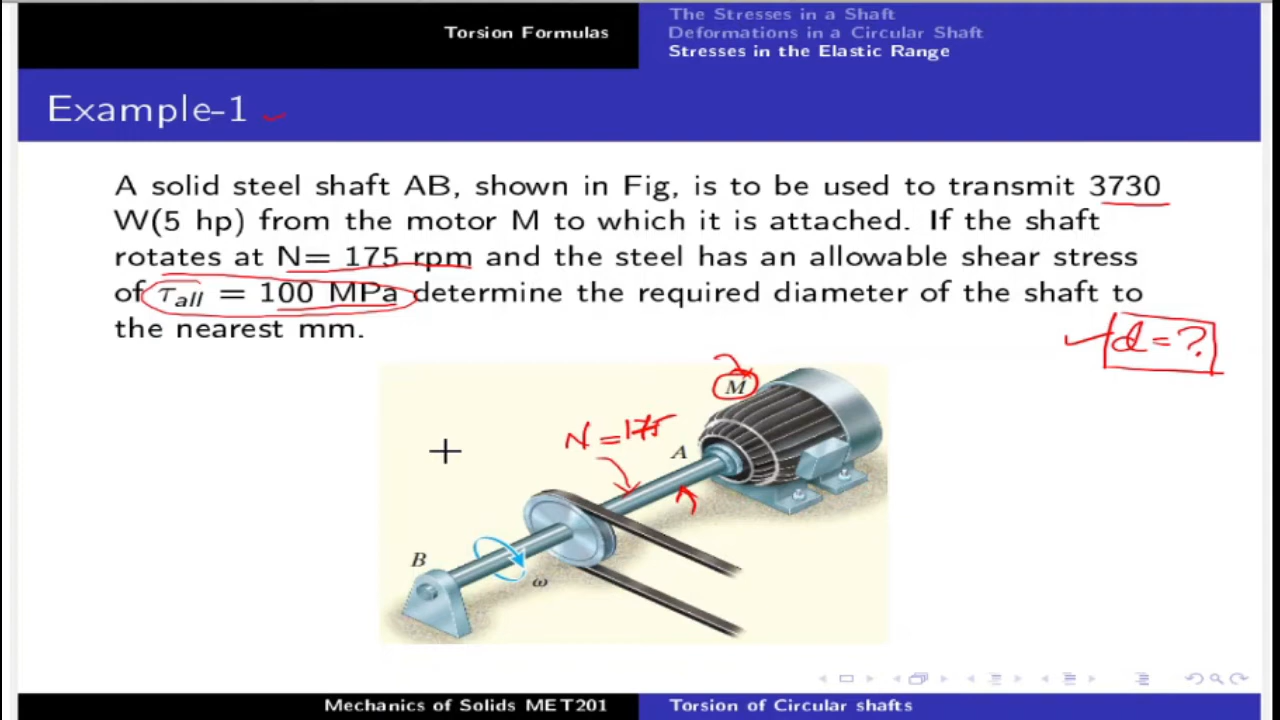 Torsion Formulas
The Stresses in a Shaft
Deformations in a Circular Shaft
Stresses in the Elastic Range
Example-1
A solid steel shaft AB, shown in Fig, is to be used to transmit 3730
W(5 hp) from the motor M to which it is attached. If the shaft
rotates at N= 175 rpm and the steel has an allowable shear stress
of τall = 100 MPa determine the required diameter of the shaft to
the nearest mm.
d=?
M
N=175
A
B
ω
Mechanics of Solids MET201
Torsion of Circular shafts